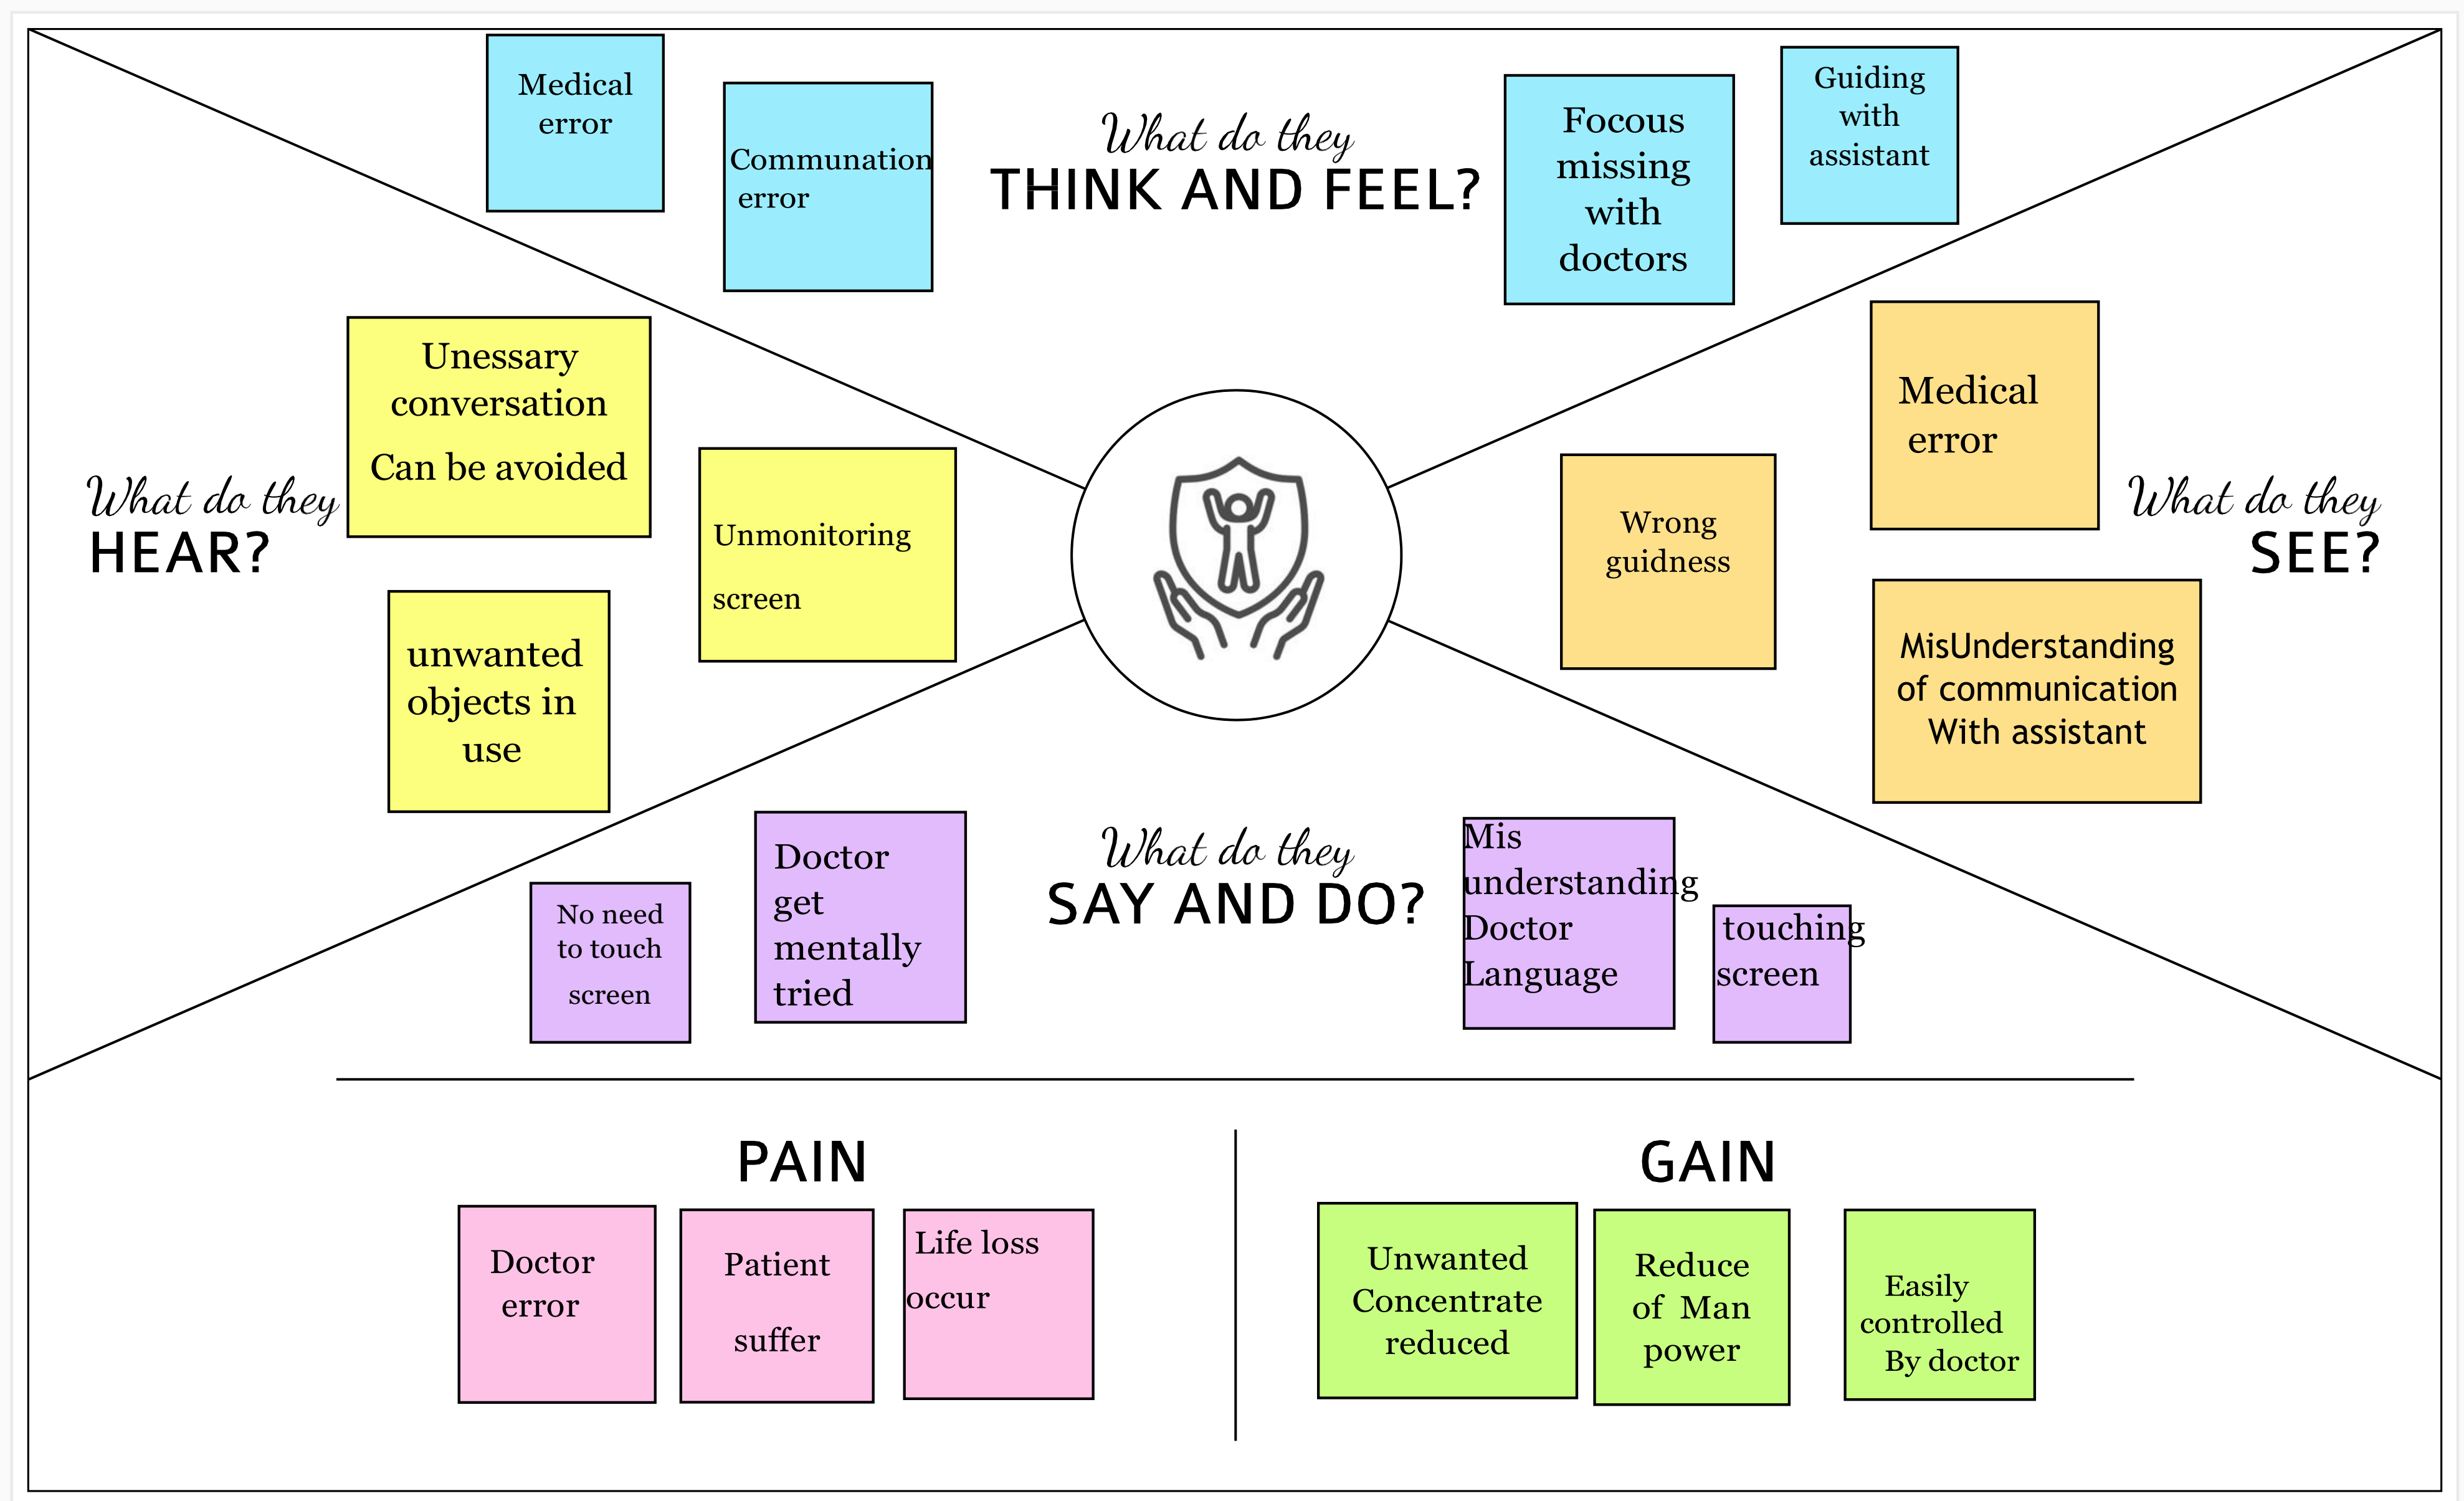 Medical
error
Communation
error
What do they
THINK AND FEEL?
Focous
missing
with
doctors
Guiding
with
assistant
Unessary
conversation
Can be avoided
What do they
HEAR?
Unmonitoring
screen
unwanted
objects in
use
Medical
error
Wrong
guidness
What do they
SEE?
MisUnderstanding
of communication
With assistant
No need
to touch
screen
Doctor
get
mentally
tried
What do they
SAY AND DO?
Mis
understanding
Doctor
Language
touching
screen
PAIN
Doctor
error
Patient
suffer
Life loss
occur
GAIN
Unwanted
Concentrate
reduced
Reduce
of Man
power
Easily
controlled
By doctor